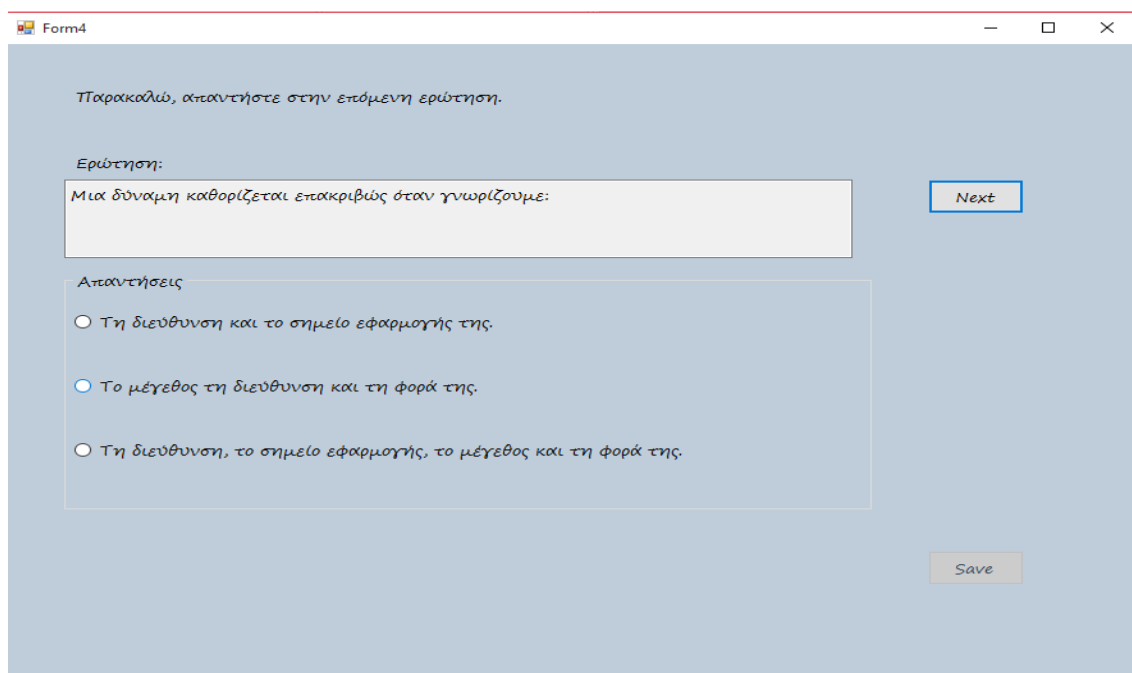 Form4
Παρακαλώ, απαντήστε στην επόμενη ερώτηση.
Ερώτηση:
Μια δύναμη καθορίζεται επακριβώς όταν γνωρίζουμε:
Next
Απαντήσεις
Τη διεύθυνση και το σημείο εφαρμογής της.
Το μέγεθος τη διεύθυνση και τη φορά της.
Τη διεύθυνση, το σημείο εφαρμογής, το μέγεθος και τη φορά της.
Save